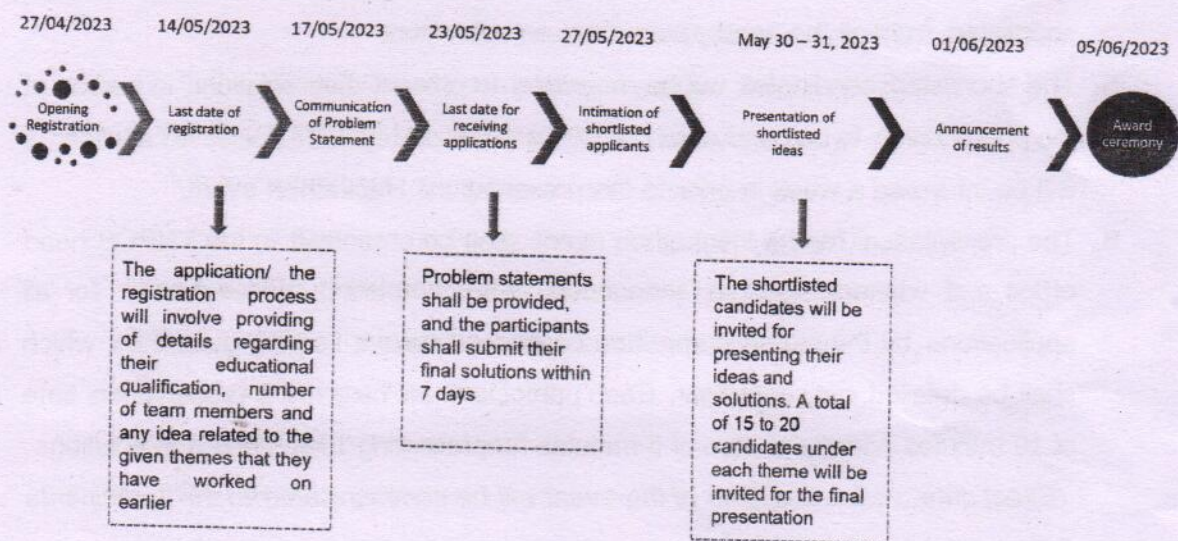 27/04/2023
14/05/2023
17/05/2023
23/05/2023
27/05/2023
May 30 – 31, 2023
01/06/2023
05/06/2023
Opening
Registration
Last date of
registration
Communication
of Problem
Statement
Last date for
receiving
applications
Intimation of
shortlisted
applicants
Presentation of
shortlisted
ideas
Announcement
of results
Award
ceremony
The application/ the
registration process
will involve providing
of details regarding
their educational
qualification, number
of team members and
any idea related to the
given themes that they
have worked on
earlier
Problem statements
shall be provided,
and the participants
shall submit their
final solutions within
7 days
The shortlisted
candidates will be
invited for
presenting their
ideas and
solutions. A total
of 15 to 20
candidates under
each theme will be
invited for the final
presentation